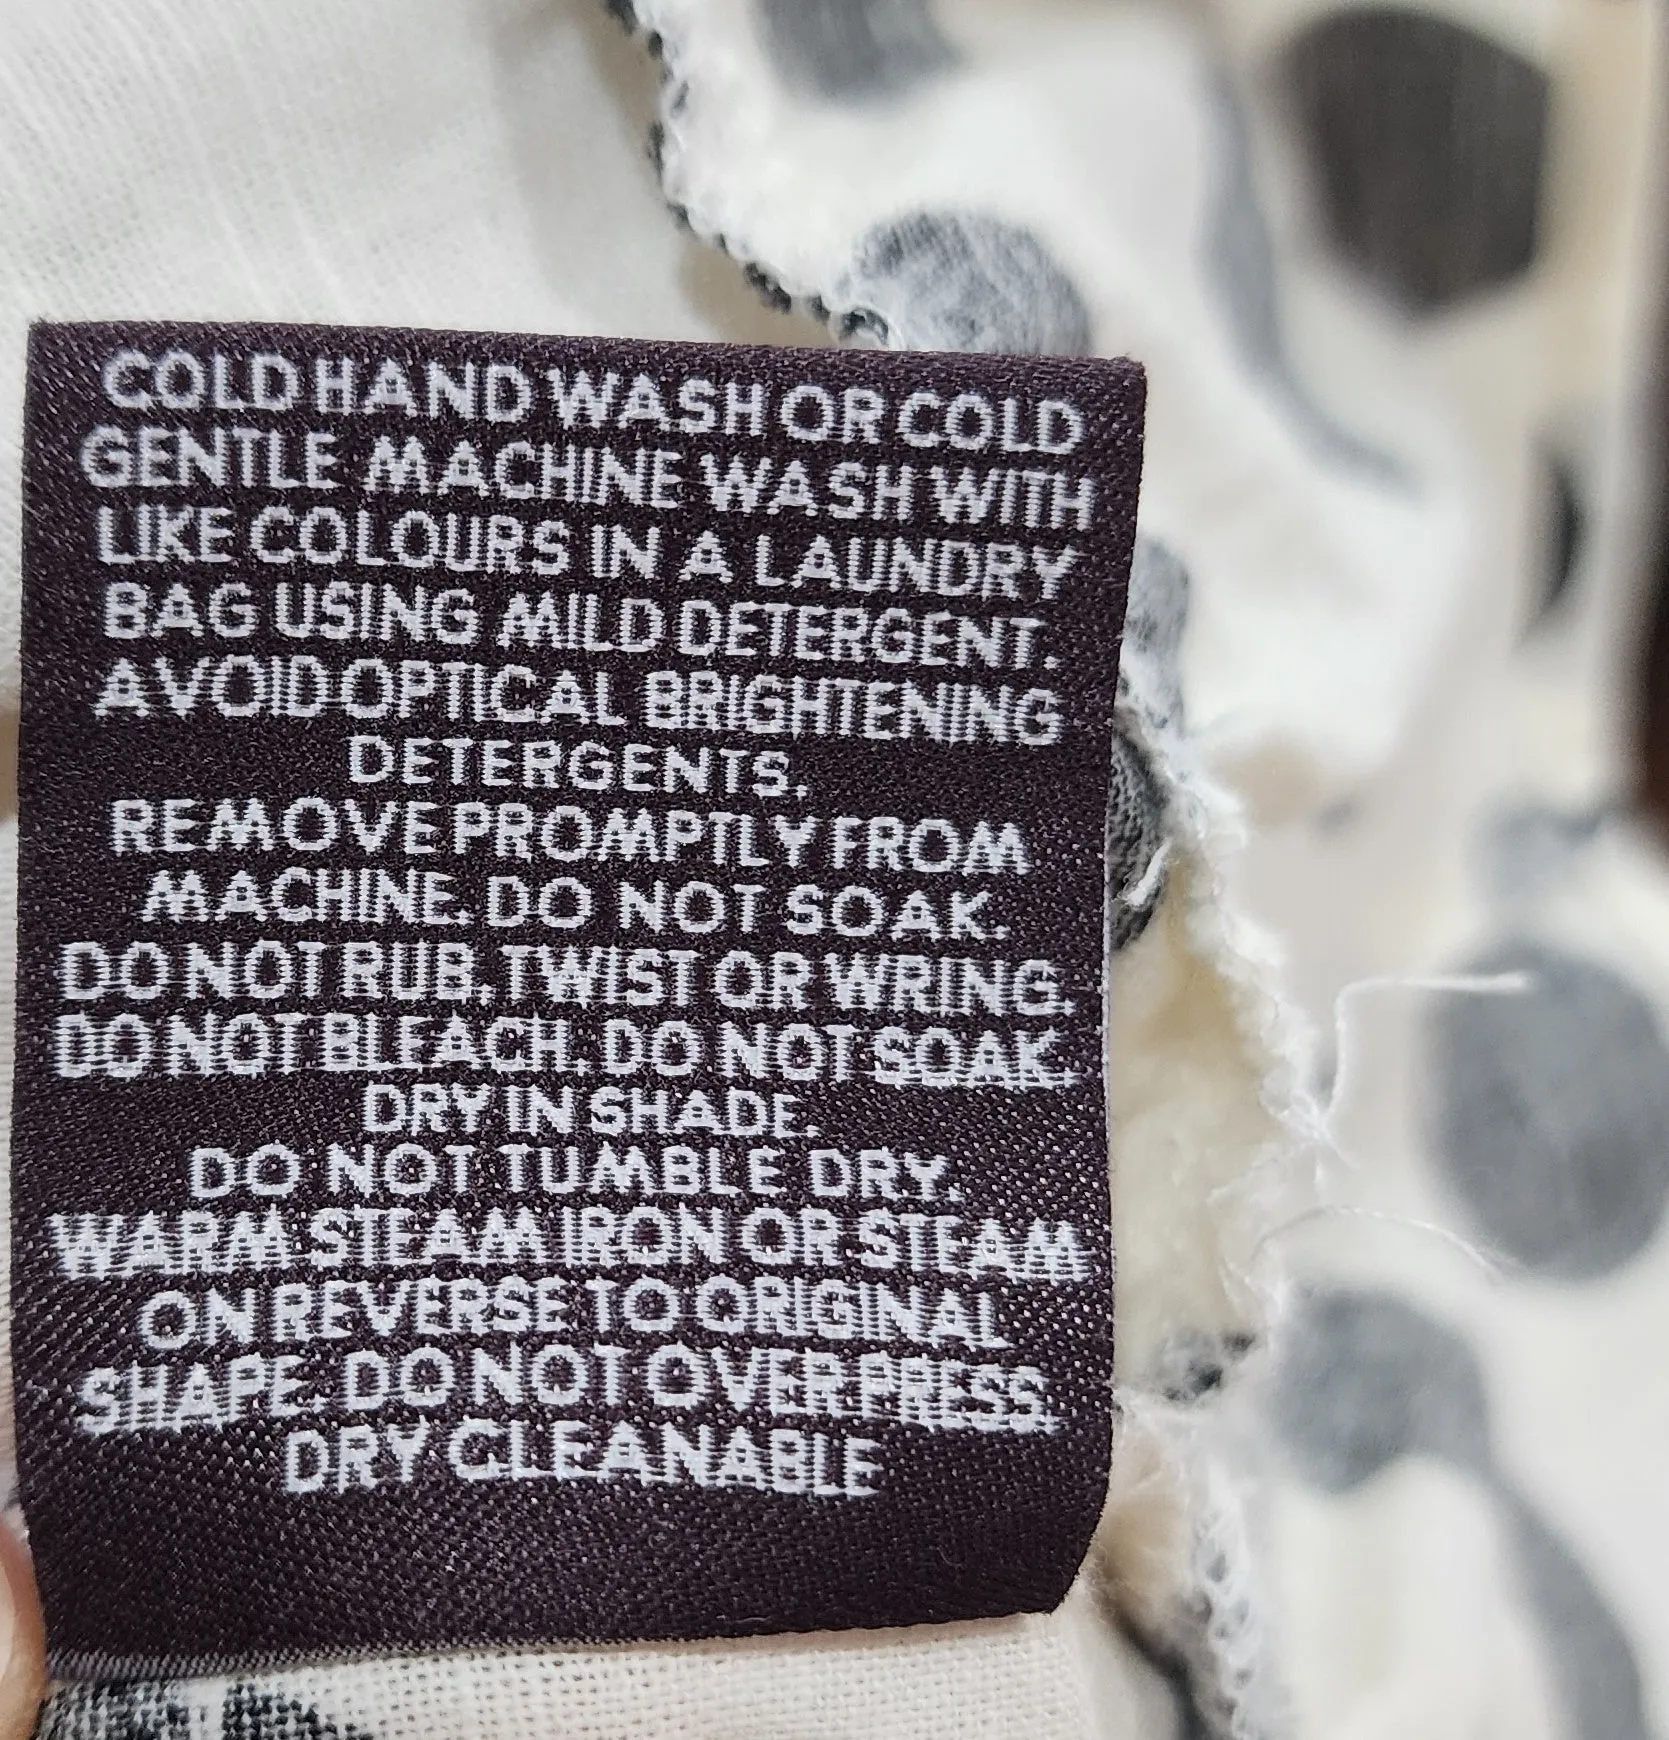 COLD HAND WASH OR COLD
GENTLE MACHINE WASH WITH
LIKE COLOURS IN A LAUNDRY
BAG USING MILD DETERGENT.
AVOID OPTICAL BRIGHTENING
DETERGENTS.
REMOVE PROMPTLY FROM
MACHINE. DO NOT SOAK.
DO NOT RUB, TWIST OR WRING.
DO NOT BLEACH. DO NOT SOAK.
DRY IN SHADE.
DO NOT TUMBLE DRY.
WARM STEAM IRON OR STEAM
ON REVERSE TO ORIGINAL
SHAPE. DO NOT OVERPRESS.
DRY CLEANABLE